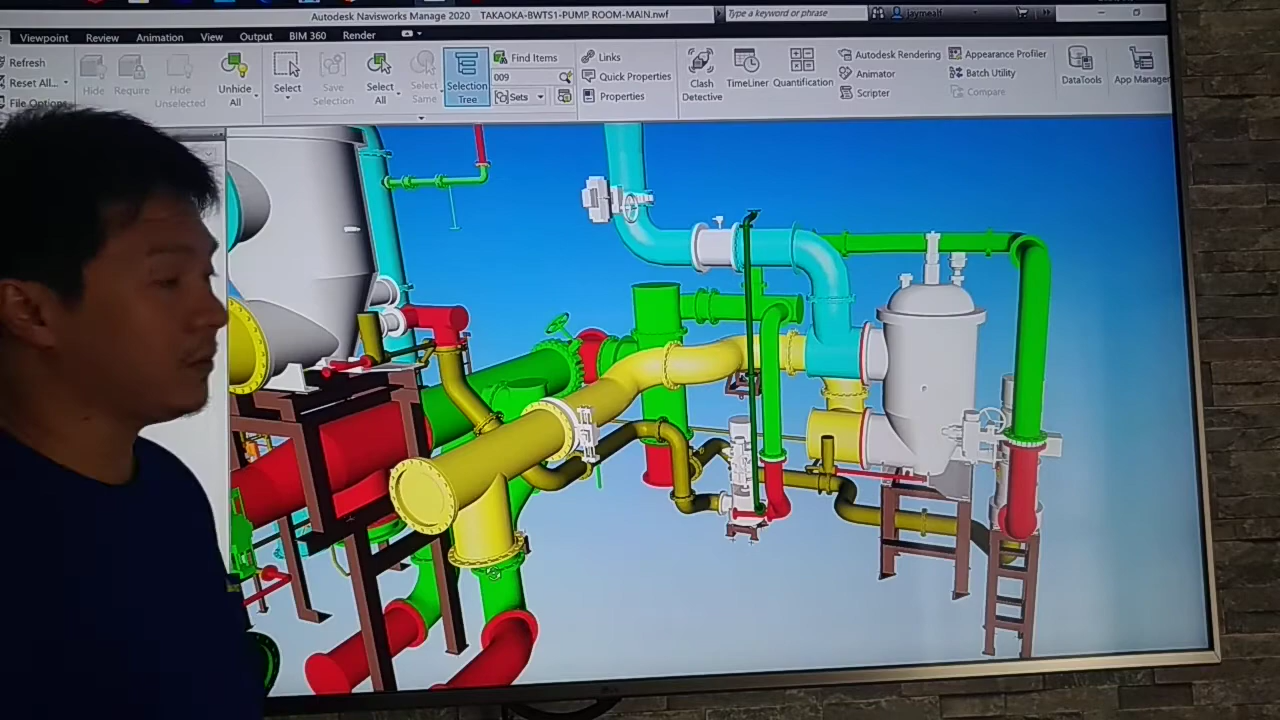 Autodesk Navisworks Manage 2020 TAKAOKA-BWTS1-PUMP ROOM-MAIN.nwf Type a keyword or phrase jaymealf
Viewpoint Review Animation View Output BIM 360 Render
Refresh
Reset All...
File Options
Hide
Require
Hide Unselected
Unhide All
Select
Save Selection
Select All
Select Same
Selection Tree
Find Items
009
Sets
Links
Quick Properties
Properties
Clash Detective
TimeLiner
Quantification
Autodesk Rendering
Animator
Scripter
Appearance Profiler
Batch Utility
Compare
DataTools
App Manager